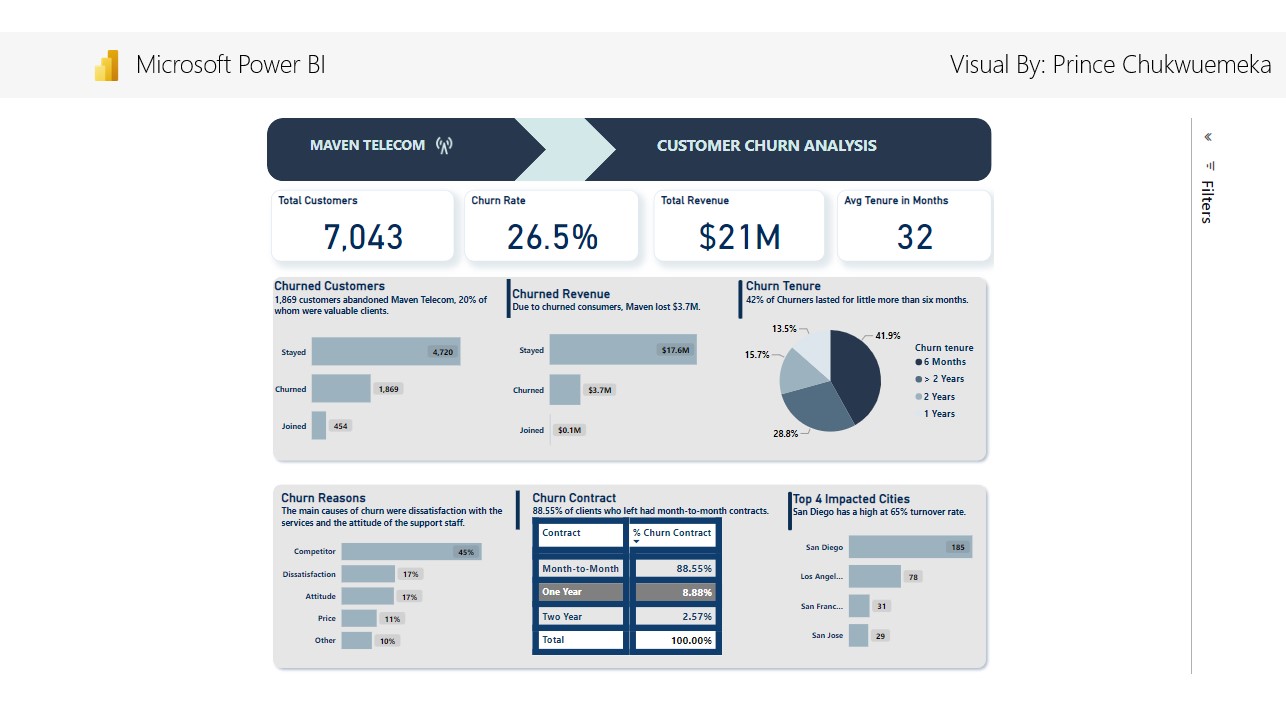 Microsoft Power BI
Visual By: Prince Chukwuemeka
MAVEN TELECOM
CUSTOMER CHURN ANALYSIS
Filters
Total Customers
7,043
Churn Rate
26.5%
Total Revenue
$21M
Avg Tenure in Months
32
Churned Customers
1,869 customers abandoned Maven Telecom, 20% of
whom were valuable clients.
Stayed
4,720
Churned
1,869
Joined
454
Churned Revenue
Due to churned consumers, Maven lost $3.7M.
Stayed
$17.6M
Churned
$3.7M
Joined
$0.1M
Churn Tenure
42% of Churners lasted for little more than six months.
13.5%
41.9%
15.7%
28.8%
Churn tenure
6 Months
> 2 Years
2 Years
1 Years
Churn Reasons
The main causes of churn were dissatisfaction with the
services and the attitude of the support staff.
Competitor
45%
Dissatisfaction
17%
Attitude
17%
Price
11%
Other
10%
Churn Contract
88.55% of clients who left had month-to-month contracts.
Contract
% Churn Contract
Month-to-Month
88.55%
One Year
8.88%
Two Year
2.57%
Total
100.00%
Top 4 Impacted Cities
San Diego has a high at 65% turnover rate.
San Diego
185
Los Angel...
78
San Franc...
31
San Jose
29